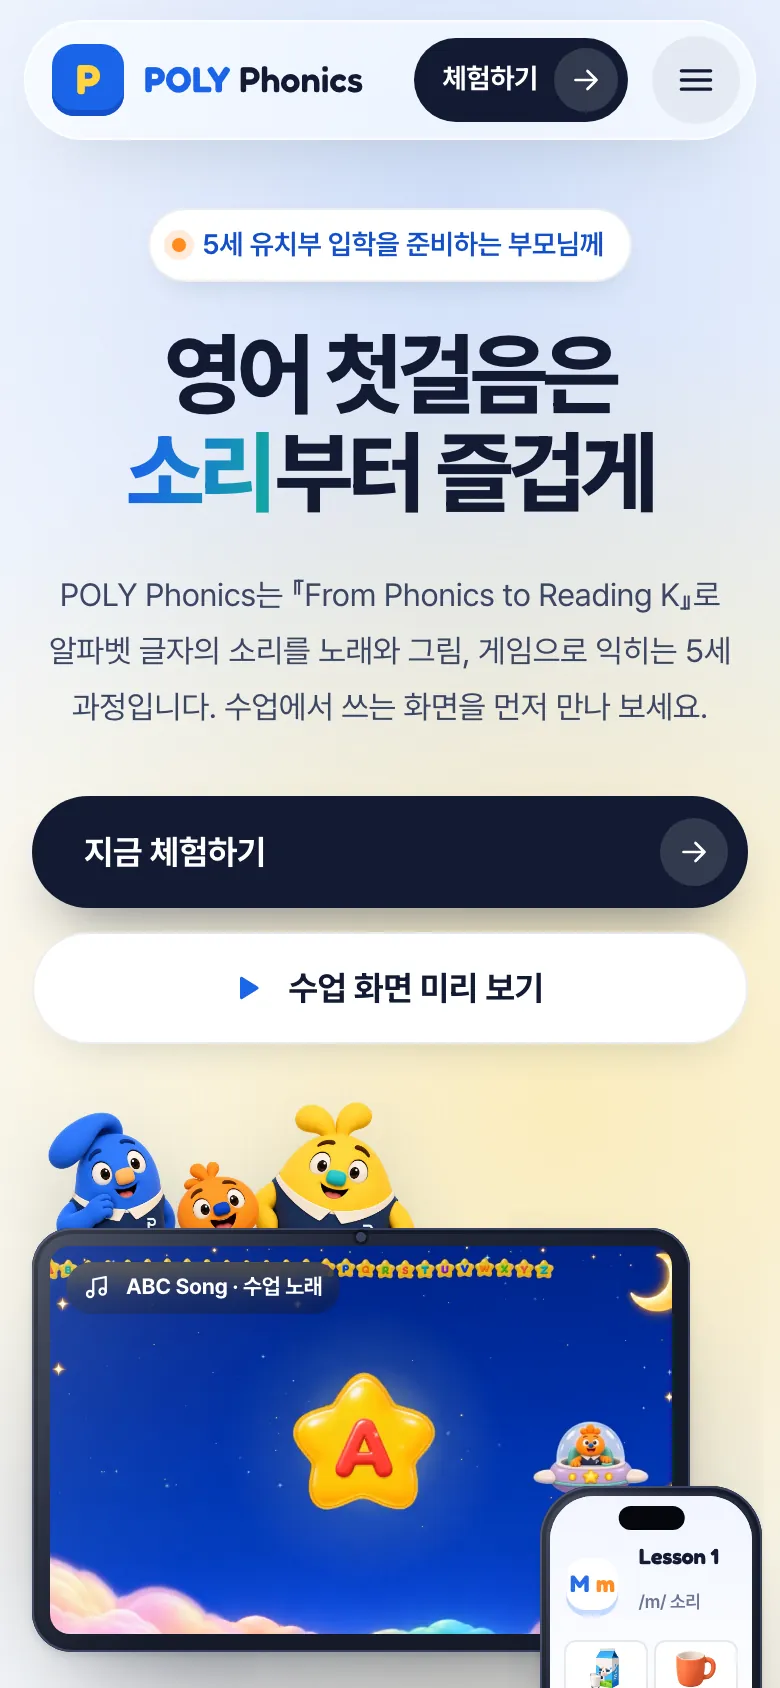 P POLY Phonics 체험하기
5세 유치부 입학을 준비하는 부모님께
영어 첫걸음은
소리부터 즐겁게
POLY Phonics는 『From Phonics to Reading K』로
알파벳 글자의 소리를 노래와 그림, 게임으로 익히는 5세
과정입니다. 수업에서 쓰는 화면을 먼저 만나 보세요.
지금 체험하기
수업 화면 미리 보기
P
A B P Q R S T U V W X Y Z
ABC Song · 수업 노래
A
Lesson 1
M m
/m/ 소리